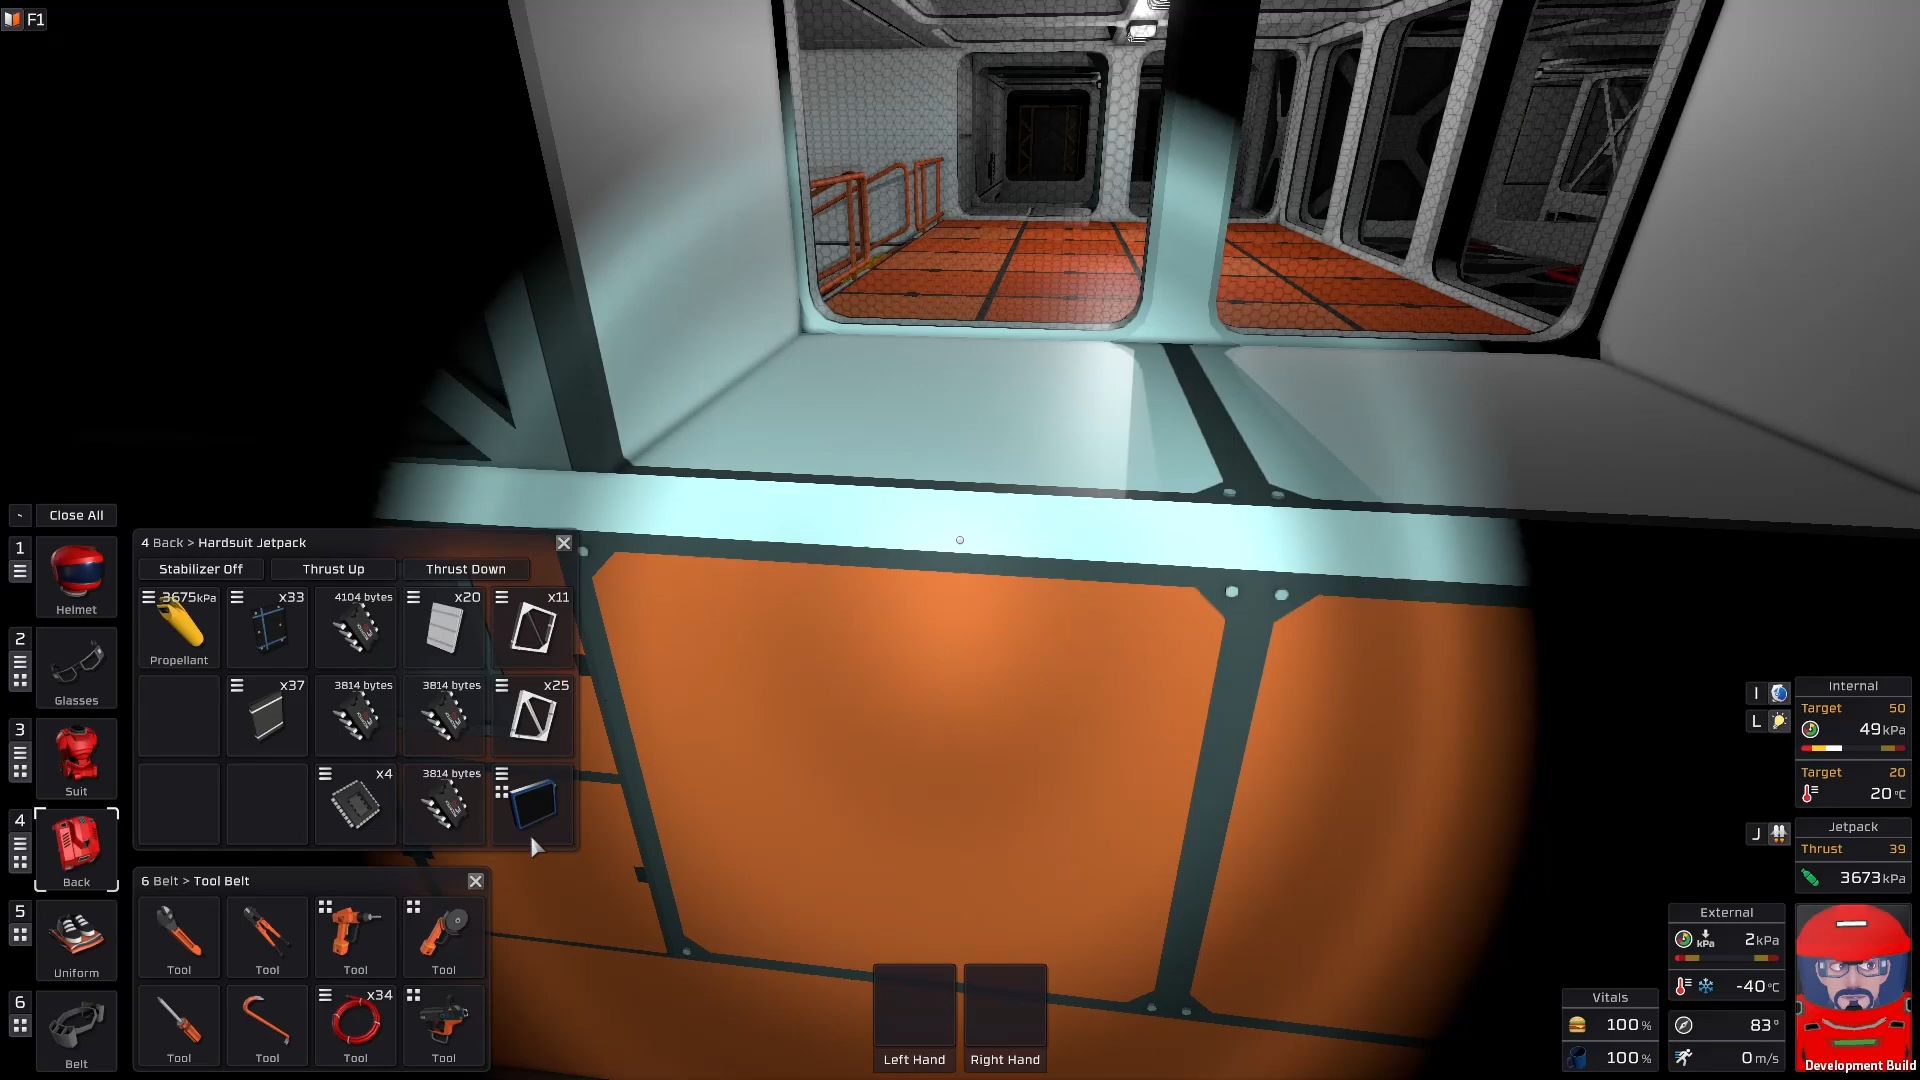 F1
~ Close All
1
Helmet
2
Glasses
3
Suit
4
Back
5
Uniform
6
Belt
4 Back > Hardsuit Jetpack
Stabilizer Off Thrust Up Thrust Down
3675kPa x33 4104 bytes x20 x11
Propellant
x37 3814 bytes 3814 bytes x25
x4 3814 bytes
6 Belt > Tool Belt
Tool Tool Tool Tool
x34
Tool Tool Tool Tool
Left Hand Right Hand
I
L
Internal
Target 50
49kPa
Target 20
20°C
J
Jetpack
Thrust 39
3673kPa
External
kPa 2kPa
-40°C
83°
0m/s
Vitals
100%
100%
Development Build